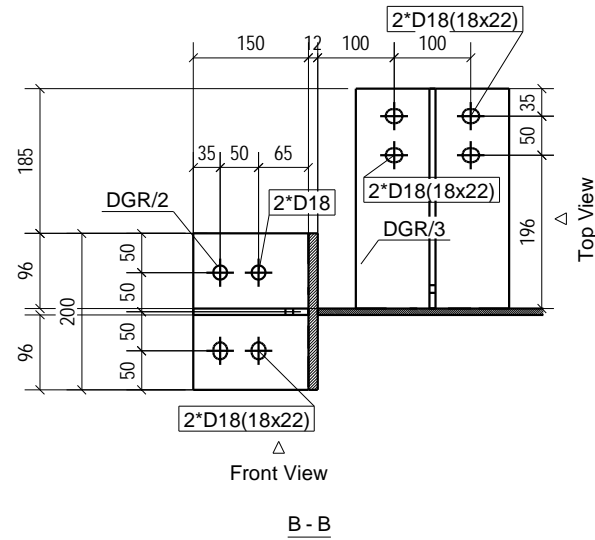 2*D18(18x22)
150
12
100
100
35
50
65
35
50
196
185
DGR/2
2*D18
2*D18(18x22)
DGR/3
Top View
96
200
50
50
96
50
50
2*D18(18x22)
Front View
B - B